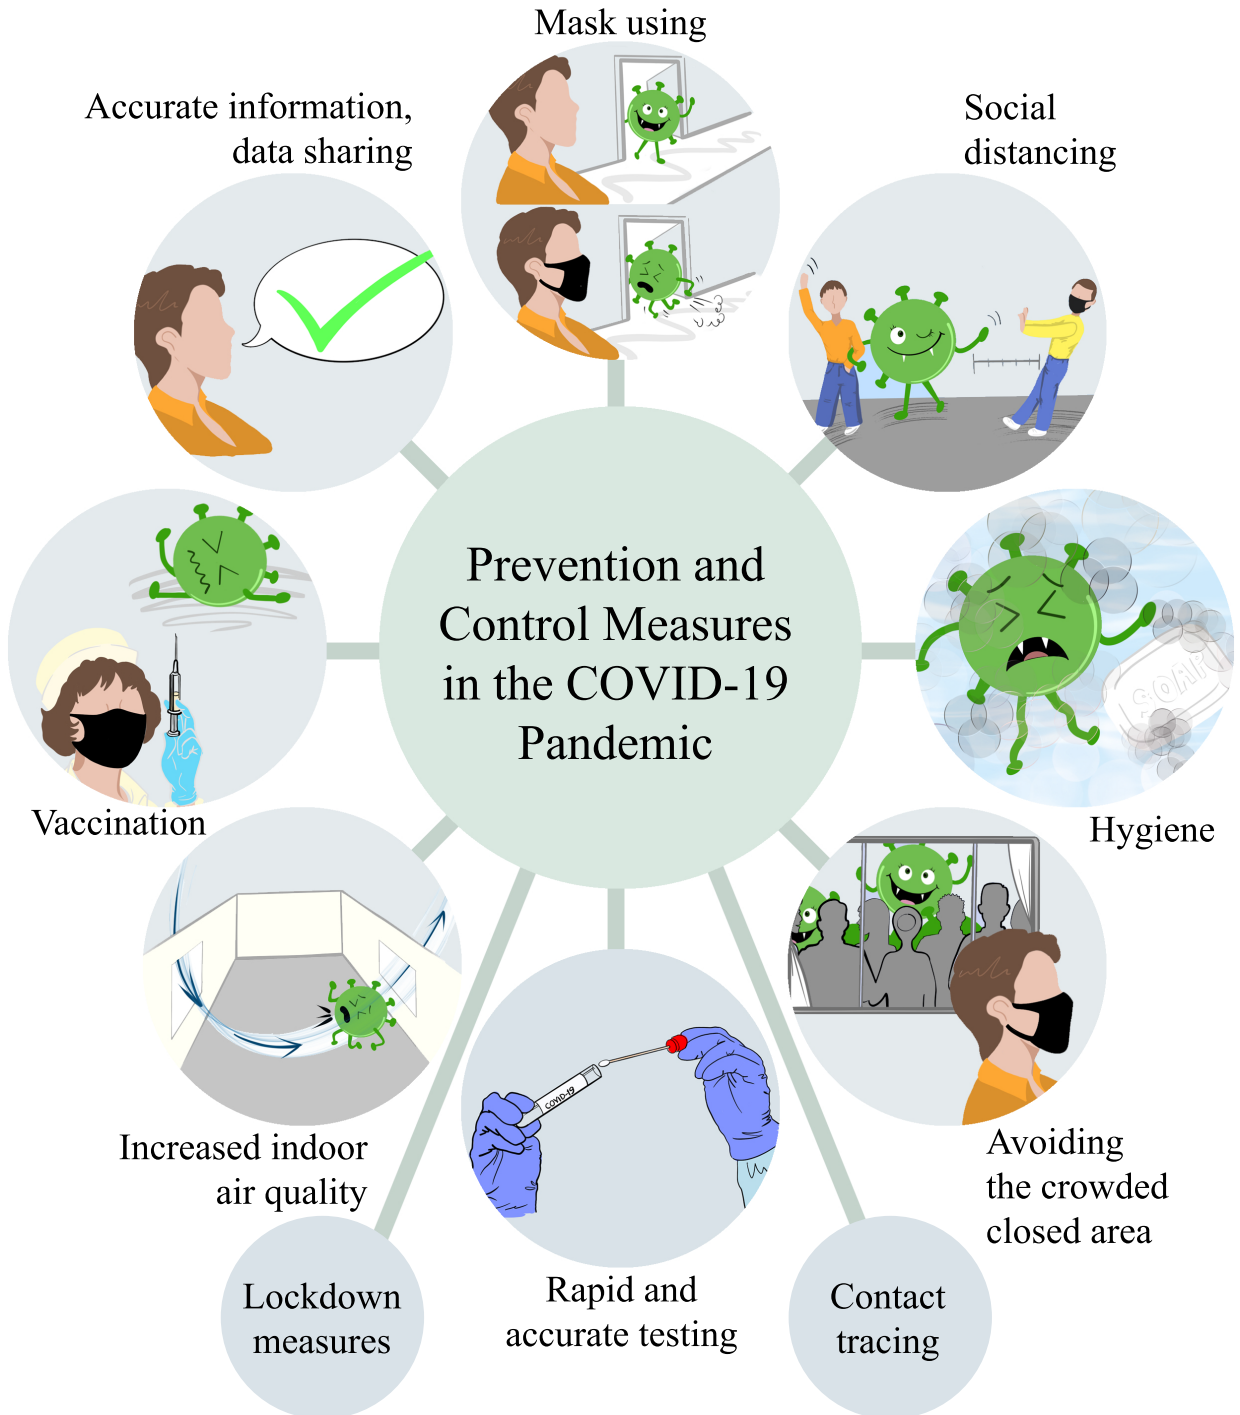 Mask using
Accurate information,
data sharing
Social
distancing
Prevention and
Control Measures
in the COVID-19
Pandemic
SOAP
Vaccination
Hygiene
COVID-19
Increased indoor
air quality
Avoiding
the crowded
closed area
Lockdown
measures
Rapid and
accurate testing
Contact
tracing